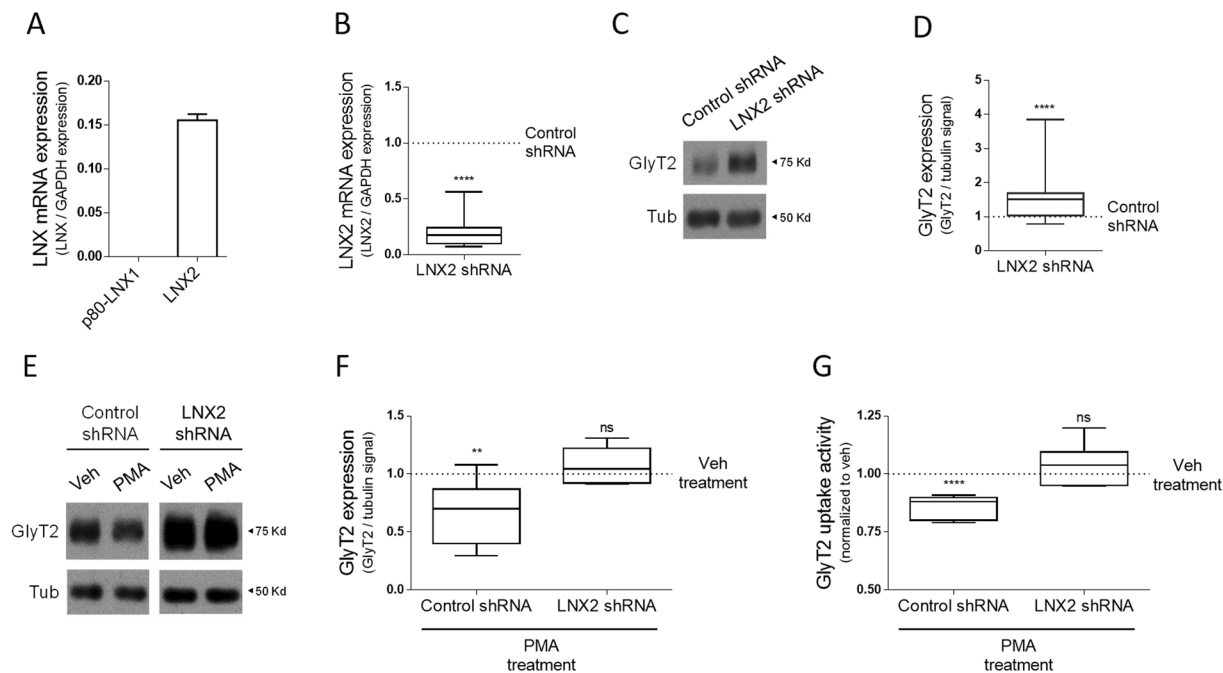 A
LNX mRNA expression
(LNX / GAPDH expression)
0.20
0.15
0.10
0.05
0.00
p80-LNX1
LNX2
B
LNX2 mRNA expression
(LNX2 / GAPDH expression)
1.5
1.0
0.5
0.0
****
Control
shRNA
LNX2 shRNA
C
Control shRNA
LNX2 shRNA
GlyT2
◄75 Kd
Tub
◄50 Kd
D
GlyT2 expression
(GlyT2 / tubulin signal)
5
4
3
2
1
0
****
Control
shRNA
LNX2 shRNA
E
Control
shRNA
LNX2
shRNA
Veh
PMA
Veh
PMA
GlyT2
◄75 Kd
Tub
◄50 Kd
F
GlyT2 expression
(GlyT2 / tubulin signal)
1.5
1.0
0.5
0.0
**
ns
Veh
treatment
Control shRNA
LNX2 shRNA
PMA
treatment
G
GlyT2 uptake activity
(normalized to veh)
1.25
1.00
0.75
0.50
****
ns
Veh
treatment
Control shRNA
LNX2 shRNA
PMA
treatment